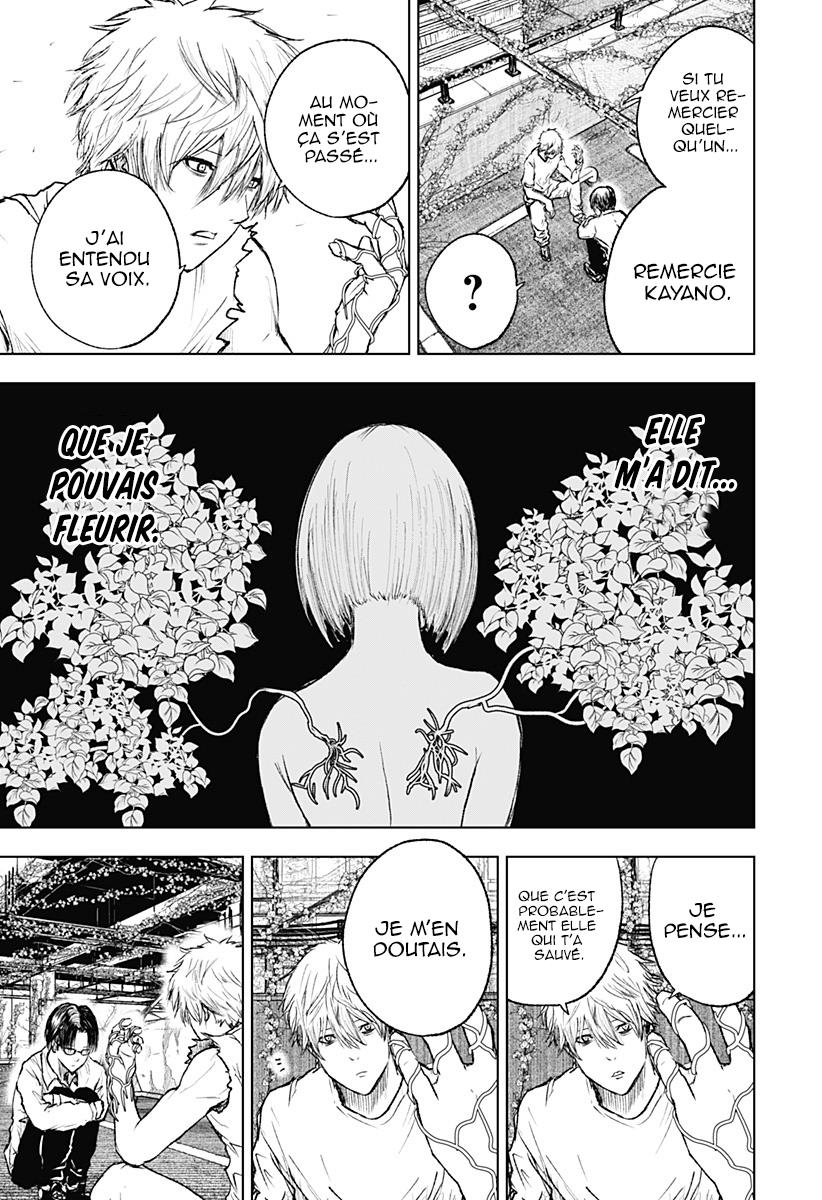 SI TU
VEUX RE-
MERCIER
QUEL-
QU'UN...
REMERCIE
KAYANO.
?
AU MO-
MENT OÙ
ÇA S'EST
PASSÉ...
J'AI
ENTENDU
SA VOIX.
ELLE
M'A DIT...
QUE JE
POUVAIS
FLEURIR.
JE
PENSE...
QUE C'EST
PROBABLE-
MENT ELLE
QUI T'A
SAUVÉ.
JE M'EN
DOUTAIS.